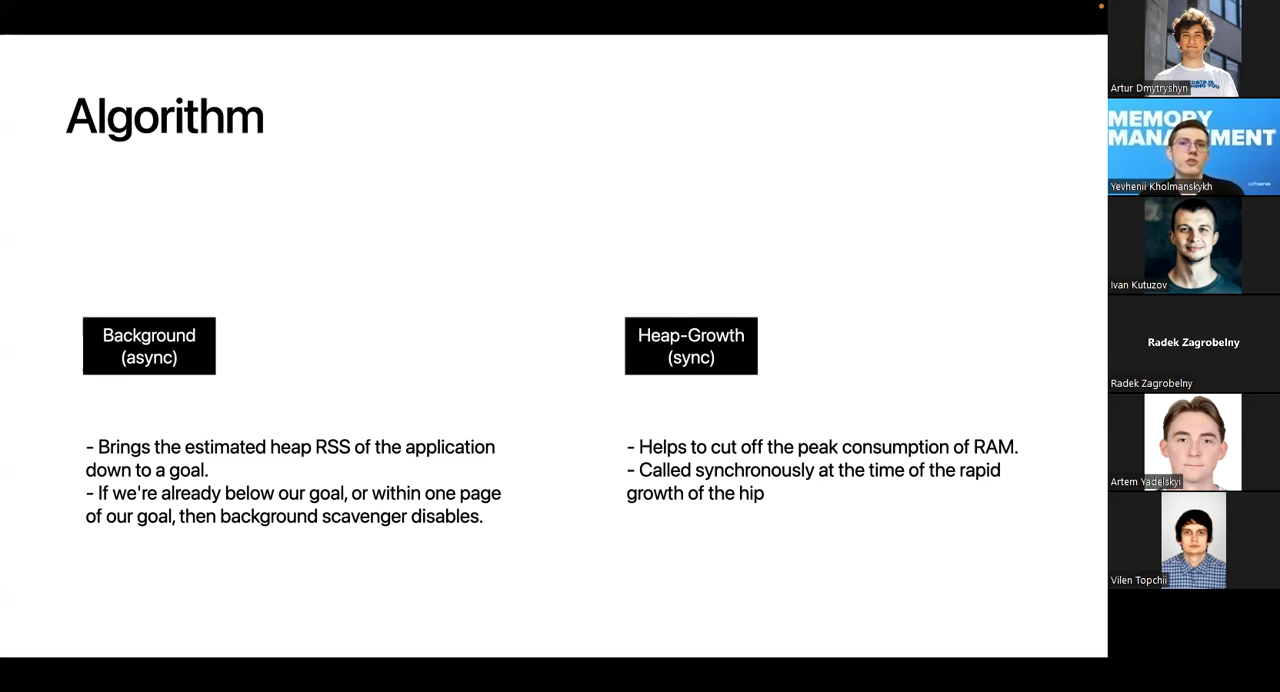 Algorithm
Background
(async)
- Brings the estimated heap RSS of the application
down to a goal.
- If we're already below our goal, or within one page
of our goal, then background scavenger disables.
Heap-Growth
(sync)
- Helps to cut off the peak consumption of RAM.
- Called synchronously at the time of the rapid
growth of the hip
Artur Dmytryshyn
MEMORY
MANAGEMENT
softserve
Yevhenii Kholmanskykh
Ivan Kutuzov
Radek Zagrobelny
Radek Zagrobelny
Artem Yadelskyi
Vilen Topchii